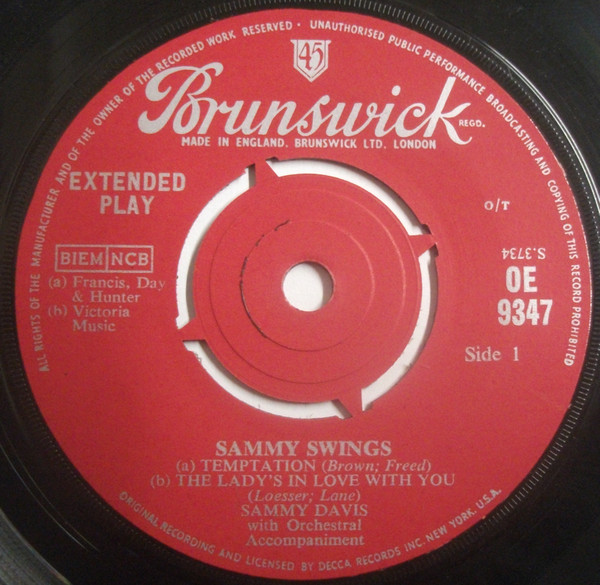 ALL RIGHTS OF THE MANUFACTURER AND OF THE OWNER OF THE RECORDED WORK RESERVED · UNAUTHORISED PUBLIC PERFORMANCE BROADCASTING AND COPYING OF THIS RECORD PROHIBITED
45
Brunswick REGD.
MADE IN ENGLAND. BRUNSWICK LTD. LONDON
EXTENDED
PLAY
O/T
BIEM NCB
(a) Francis, Day
& Hunter
(b) Victoria
Music
S.3734
OE
9347
Side 1
SAMMY SWINGS
(a) TEMPTATION (Brown; Freed)
(b) THE LADY'S IN LOVE WITH YOU
(Loesser; Lane)
SAMMY DAVIS
with Orchestral
Accompaniment
ORIGINAL RECORDING AND LICENSED BY DECCA RECORDS INC. NEW YORK. U.S.A.